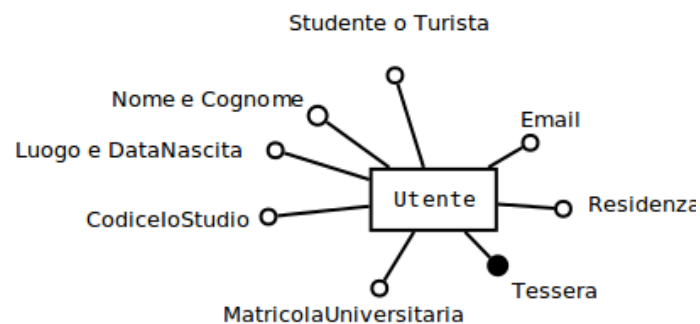 Studente o Turista
Nome e Cognome
Email
Luogo e DataNascita
Utente
Residenza
CodiceIoStudio
Tessera
MatricolaUniversitaria